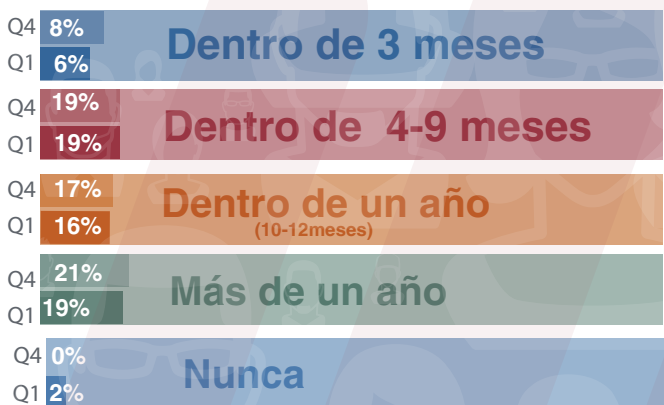 Q4 8%
Dentro de 3 meses
Q1 6%
Q4 19%
Dentro de 4-9 meses
Q1 19%
Q4 17%
Dentro de un año
Q1 16%
(10-12meses)
Q4 21%
Más de un año
Q1 19%
Q4 0%
Nunca
Q1 2%